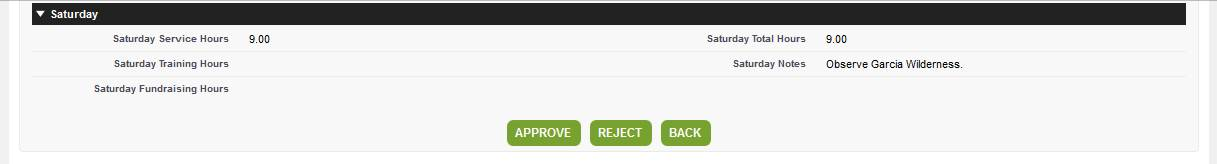 Saturday
Saturday Service Hours 9.00 Saturday Total Hours 9.00
Saturday Training Hours Saturday Notes Observe Garcia Wilderness.
Saturday Fundraising Hours
APPROVE REJECT BACK